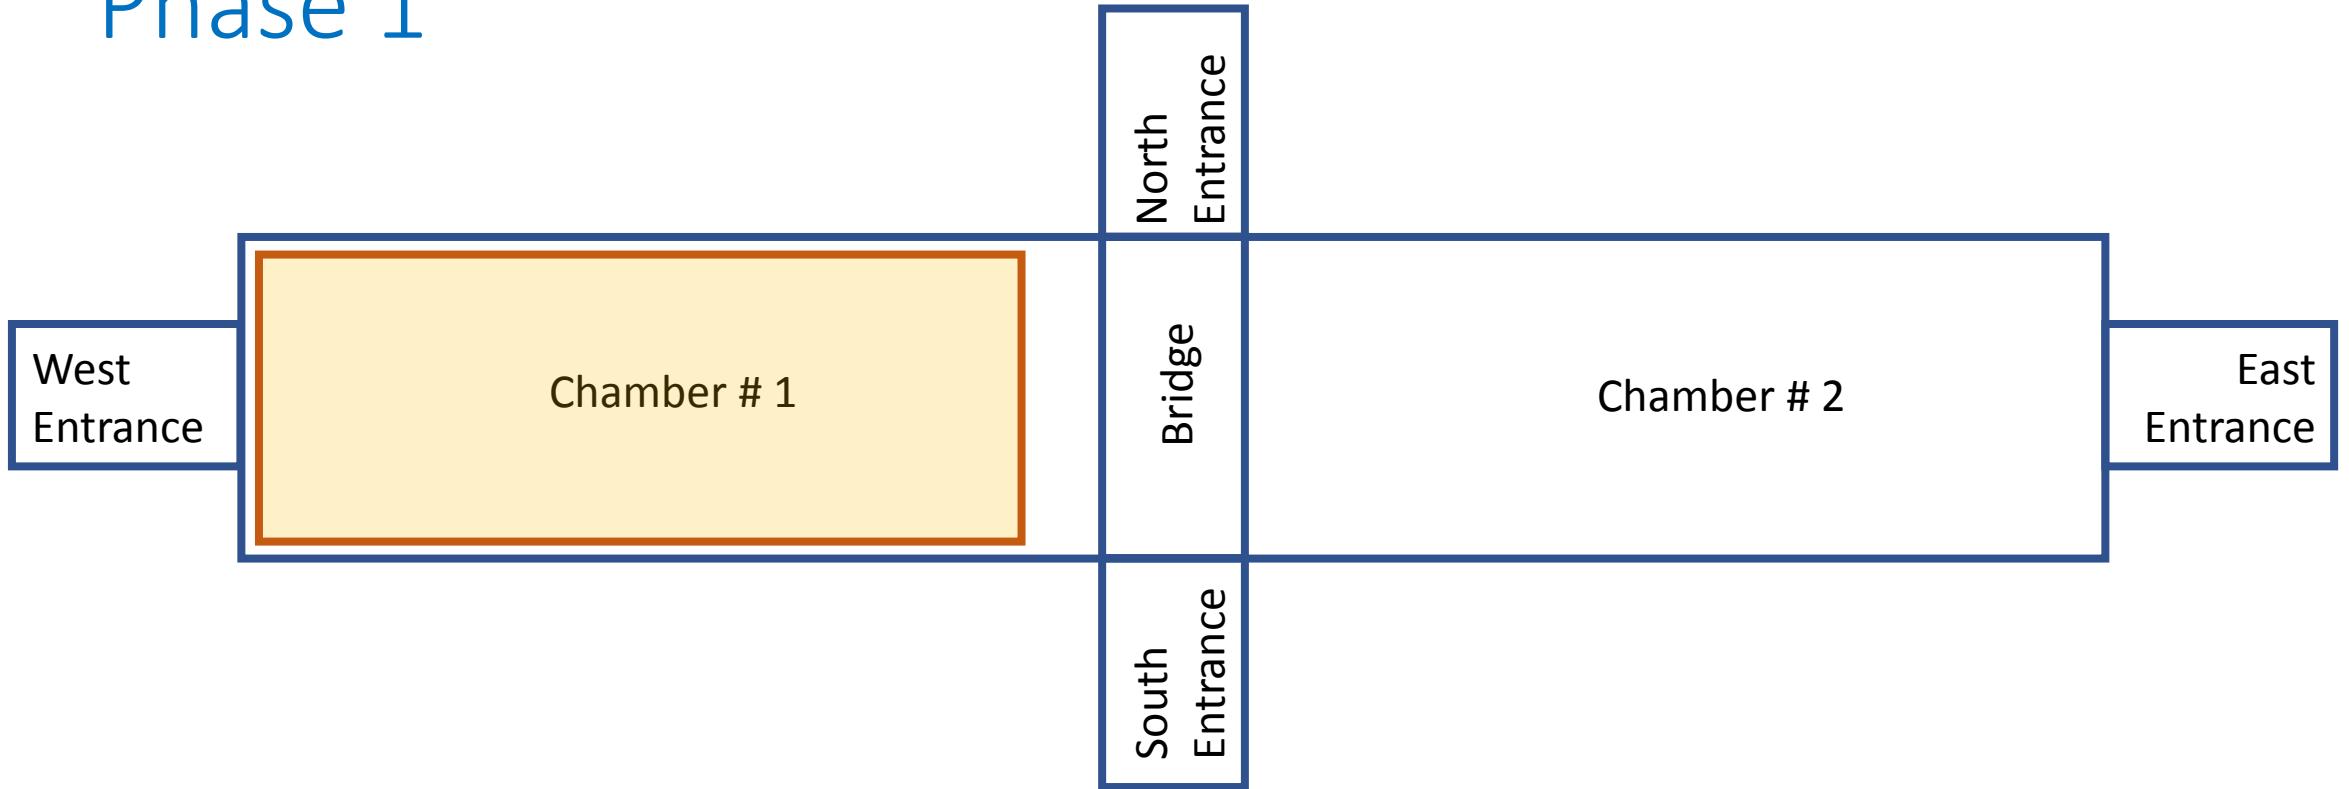 Phase 1
North
Entrance
West
Entrance
Chamber # 1
Bridge
Chamber # 2
East
Entrance
South
Entrance